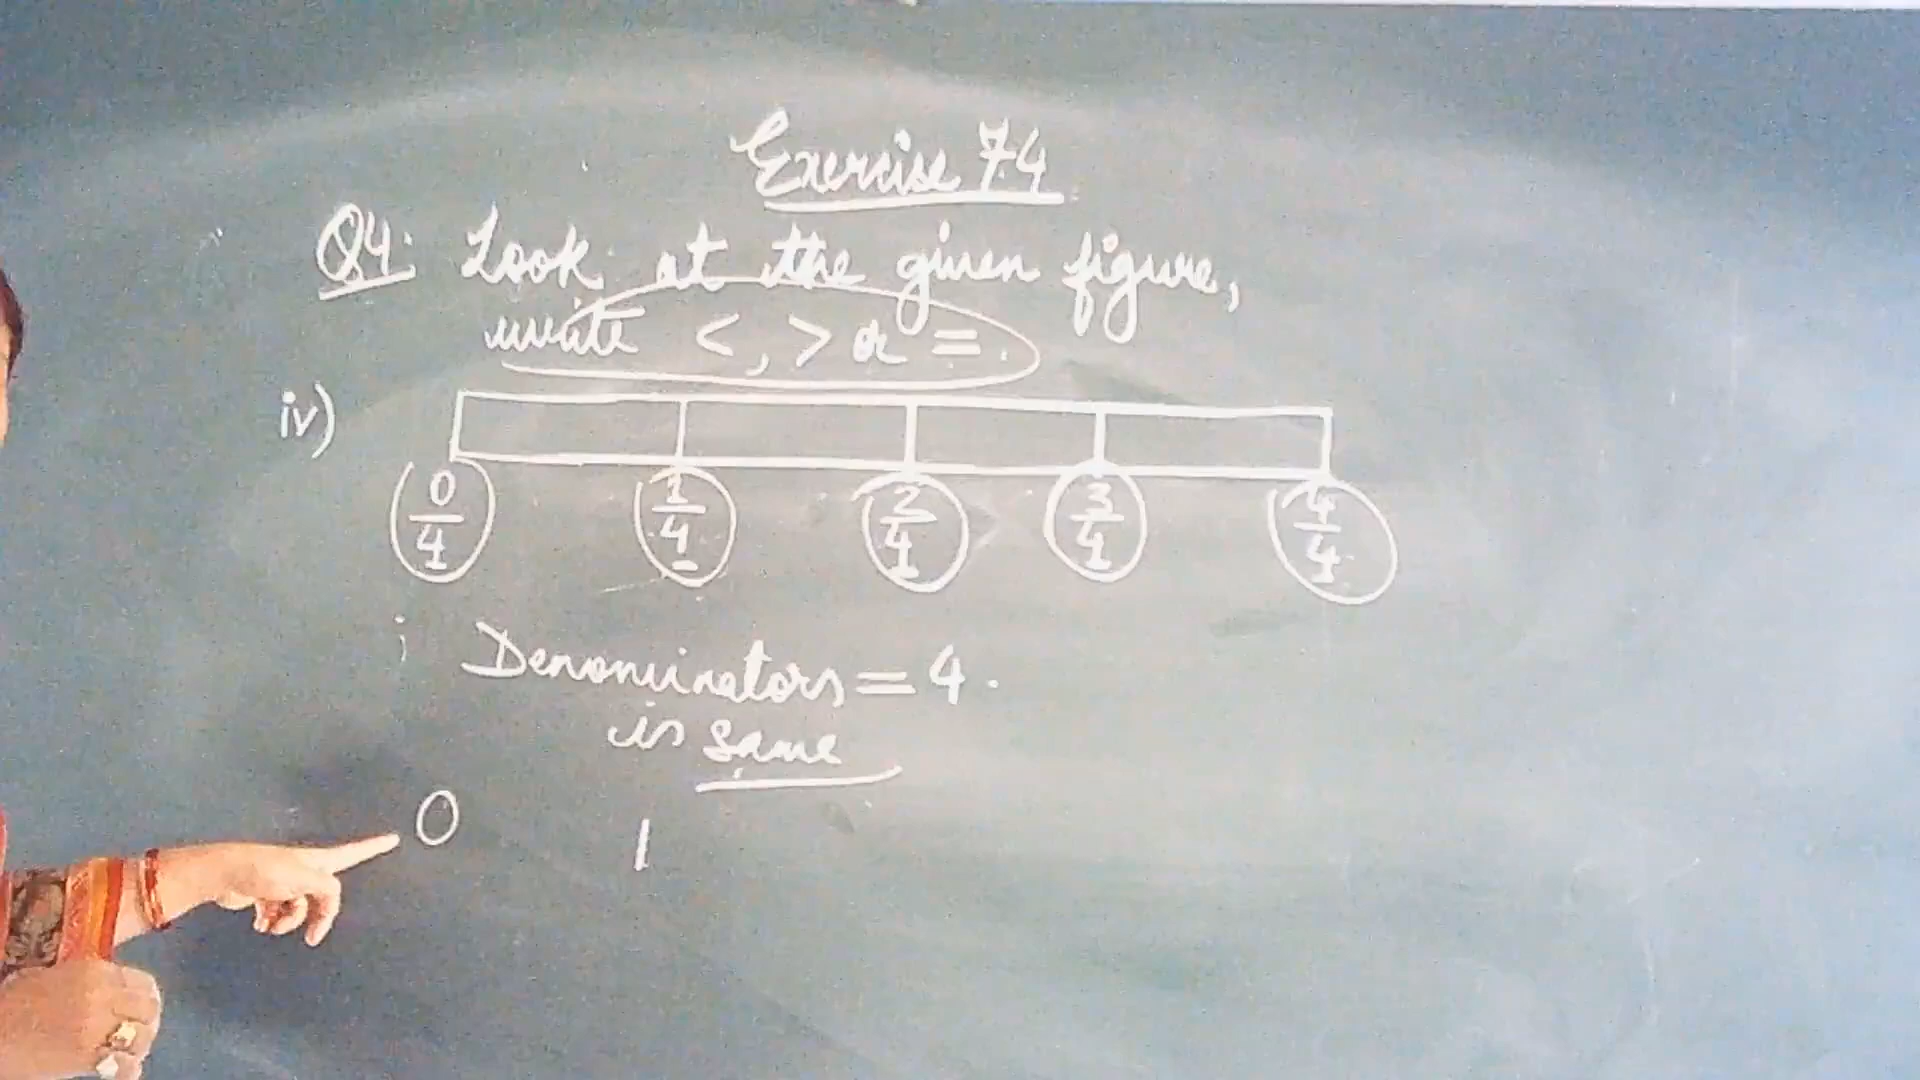 Exercise 7.4
Q4. Look at the given figure,
write <, > or =.
iv)
0/4 1/4 2/4 3/4 4/4
i Denominators = 4.
is same
0 1